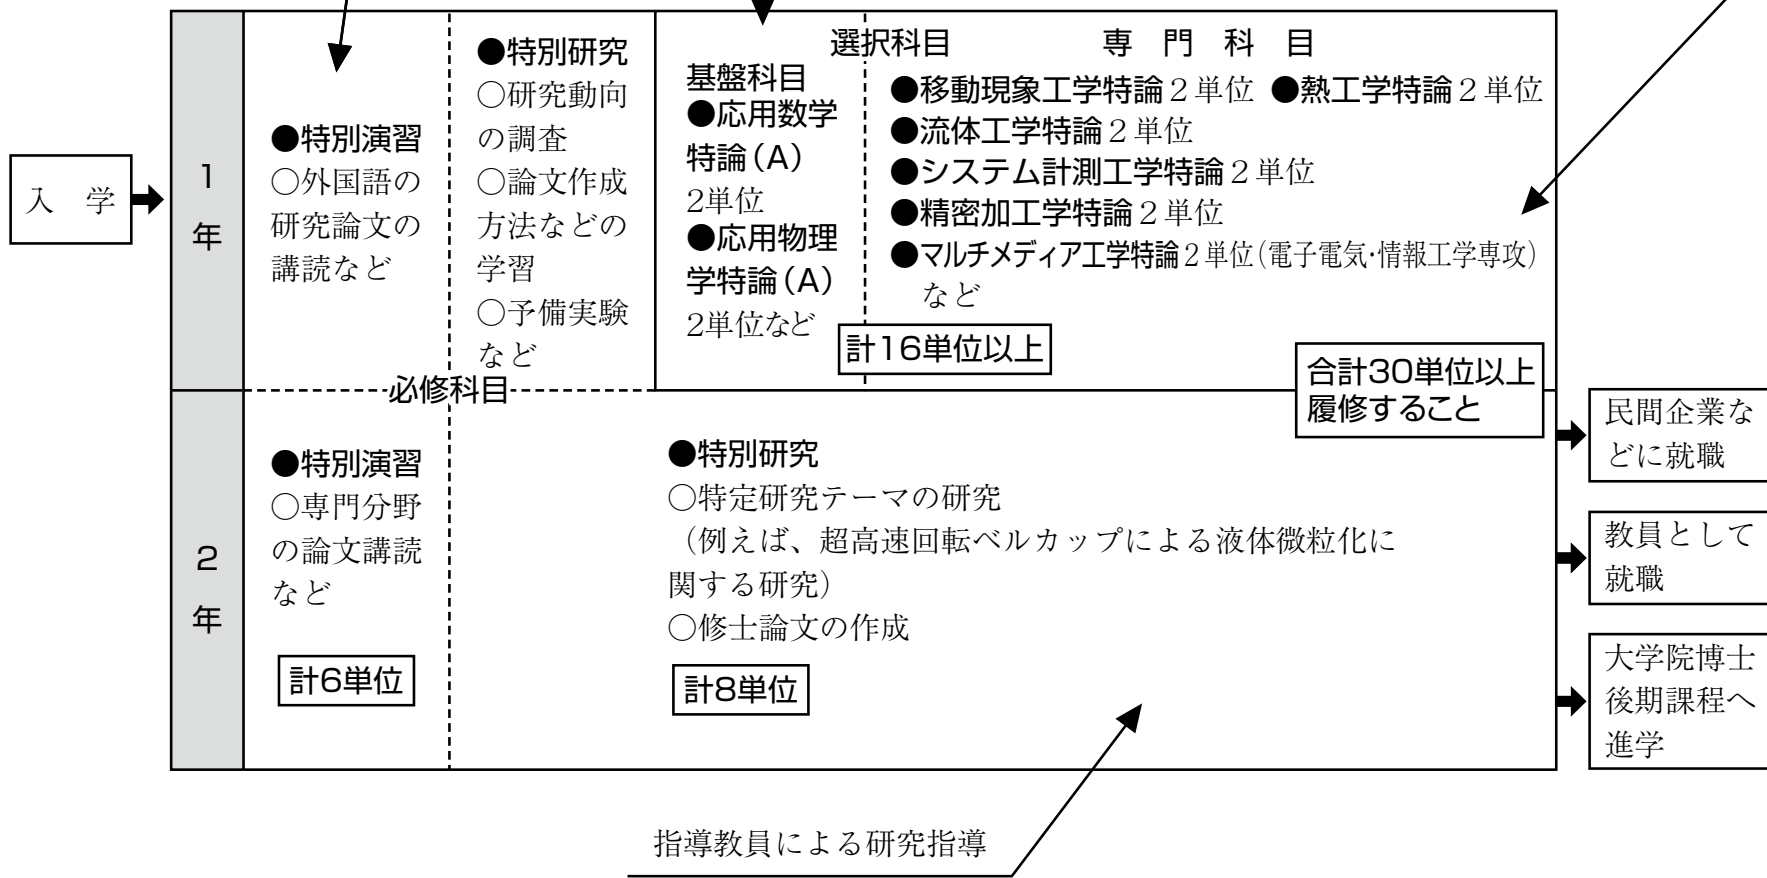 入 学
1
年
●特別演習
○外国語の
研究論文の
講読など
●特別研究
○研究動向
の調査
○論文作成
方法などの
学習
○予備実験
など
選択科目
基盤科目
●応用数学
特論(A)
2単位
●応用物理
学特論(A)
2単位など
専 門 科 目
●移動現象工学特論2単位 ●熱工学特論2単位
●流体工学特論2単位
●システム計測工学特論2単位
●精密加工学特論2単位
●マルチメディア工学特論2単位(電子電気・情報工学専攻)
など
計16単位以上
合計30単位以上
履修すること
必修科目
2
年
●特別演習
○専門分野
の論文講読
など
計6単位
●特別研究
○特定研究テーマの研究
(例えば、超高速回転ベルカップによる液体微粒化に
関する研究)
○修士論文の作成
計8単位
民間企業な
どに就職
教員として
就職
大学院博士
後期課程へ
進学
指導教員による研究指導